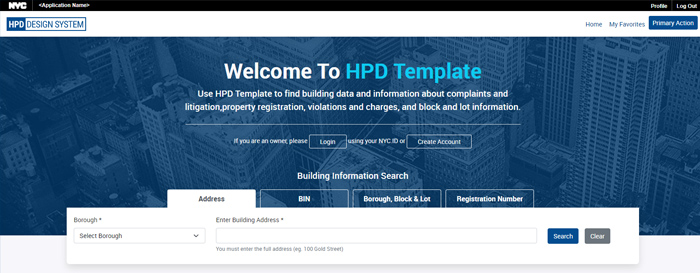 NYC <Application Name> Profile Log Out
HPD DESIGN SYSTEM Home My Favorites Primary Action
Welcome To HPD Template
Use HPD Template to find building data and information about complaints and
litigation,property registration, violations and charges, and block and lot information.
If you are an owner, please Login using your NYC.ID or Create Account
Building Information Search
Address BIN Borough, Block & Lot Registration Number
Borough * Enter Building Address *
Select Borough Search Clear
You must enter the full address (eg. 100 Gold Street)